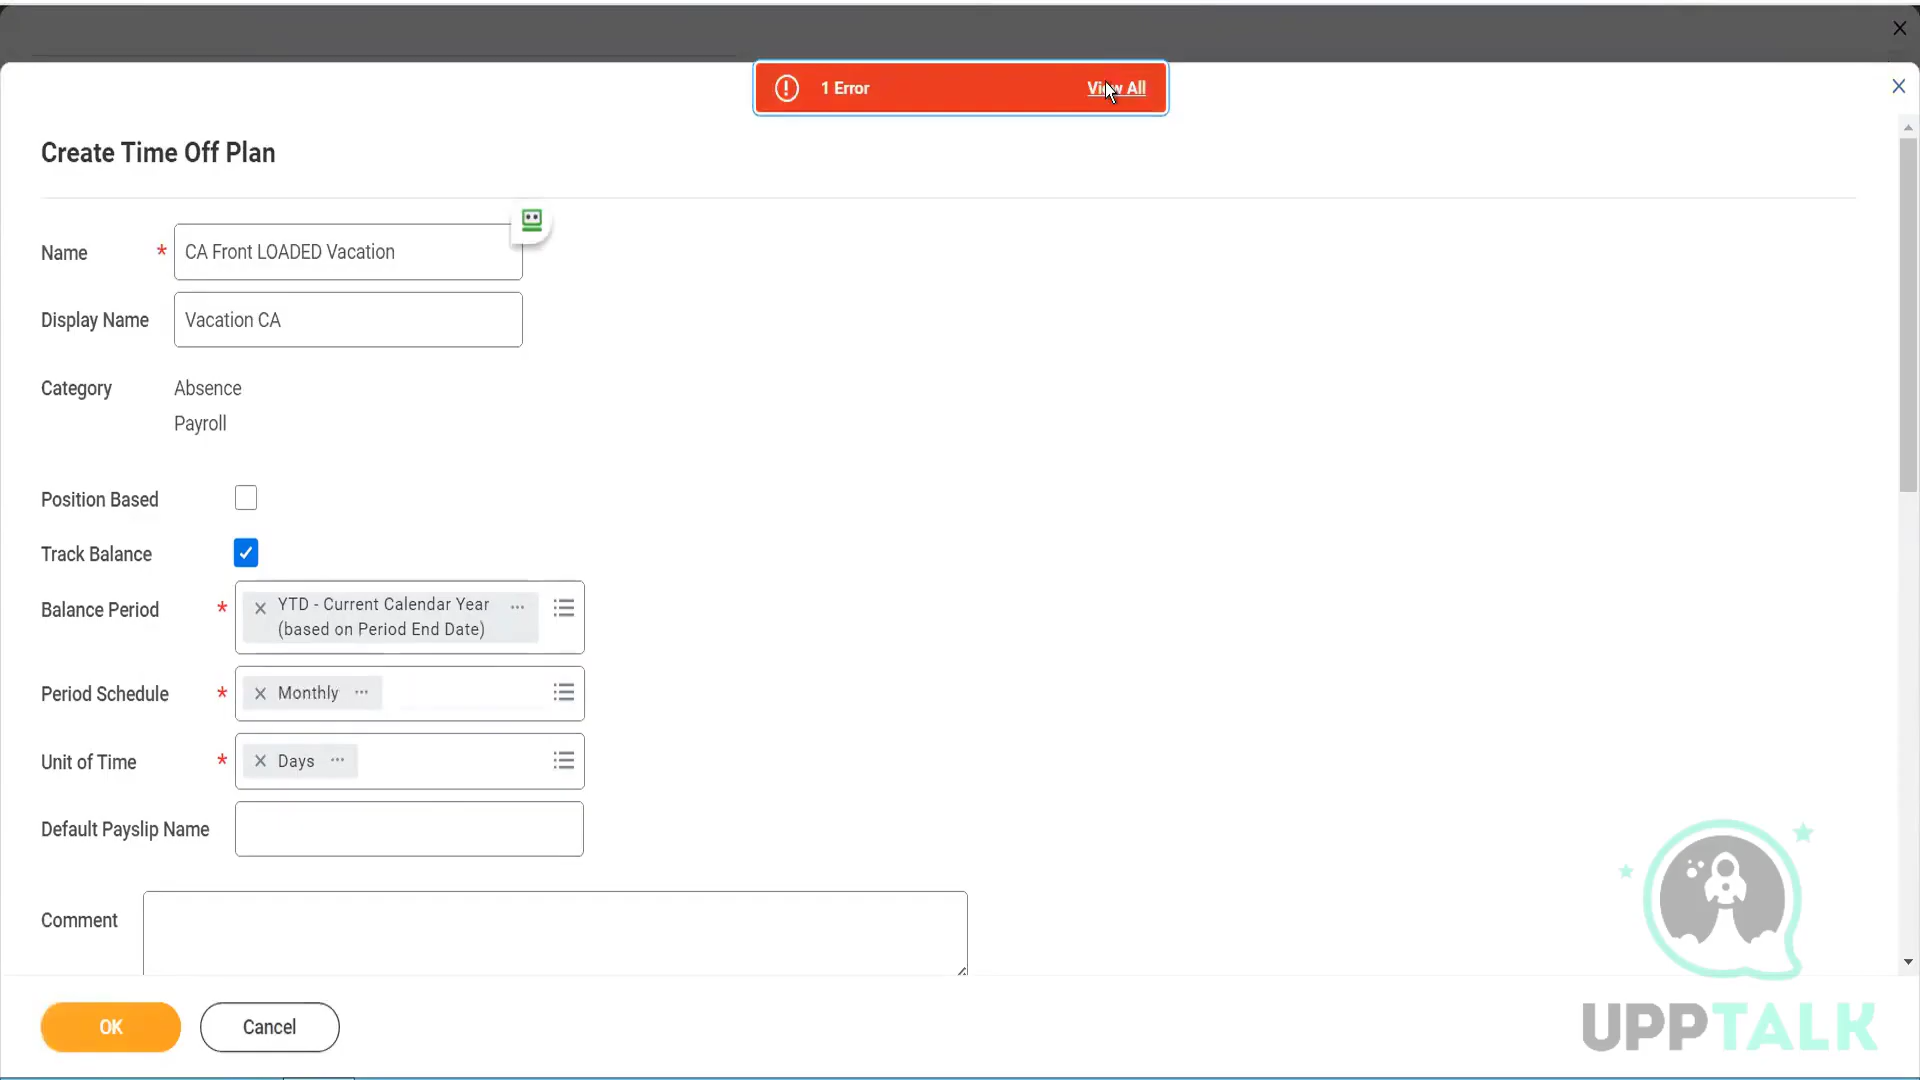 1 Error View All
Create Time Off Plan
Name * CA Front LOADED Vacation
Display Name Vacation CA
Category Absence
Payroll
Position Based
Track Balance
Balance Period * YTD - Current Calendar Year
(based on Period End Date)
Period Schedule * Monthly
Unit of Time * Days
Default Payslip Name
Comment
OK Cancel
UPPTALK